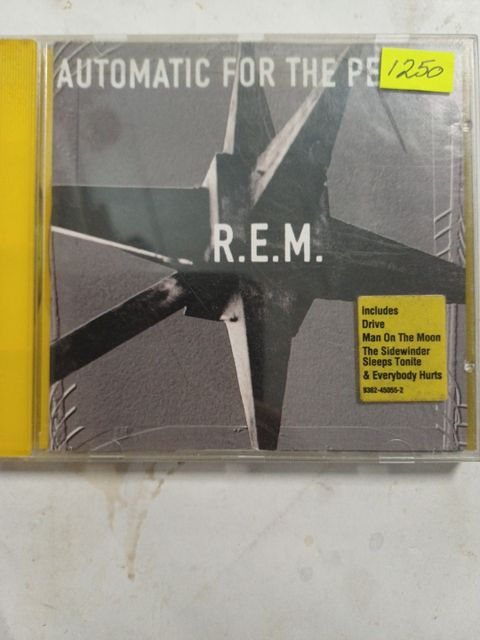 AUTOMATIC FOR THE PE
1250
R.E.M.
Includes
Drive
Man On The Moon
The Sidewinder
Sleeps Tonite
& Everybody Hurts
9362-45055-2